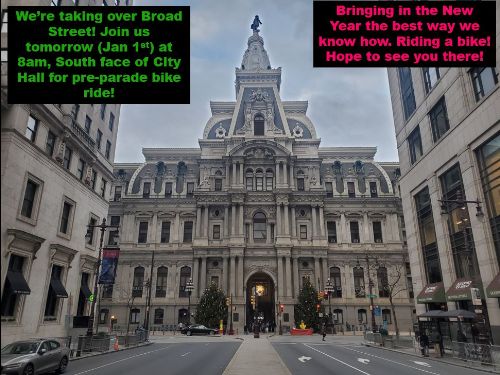 We're taking over Broad
Street! Join us
tomorrow (Jan 1st) at
8am, South face of City
Hall for pre-parade bike
ride!
Bringing in the New
Year the best way we
know how. Riding a bike!
Hope to see you there!